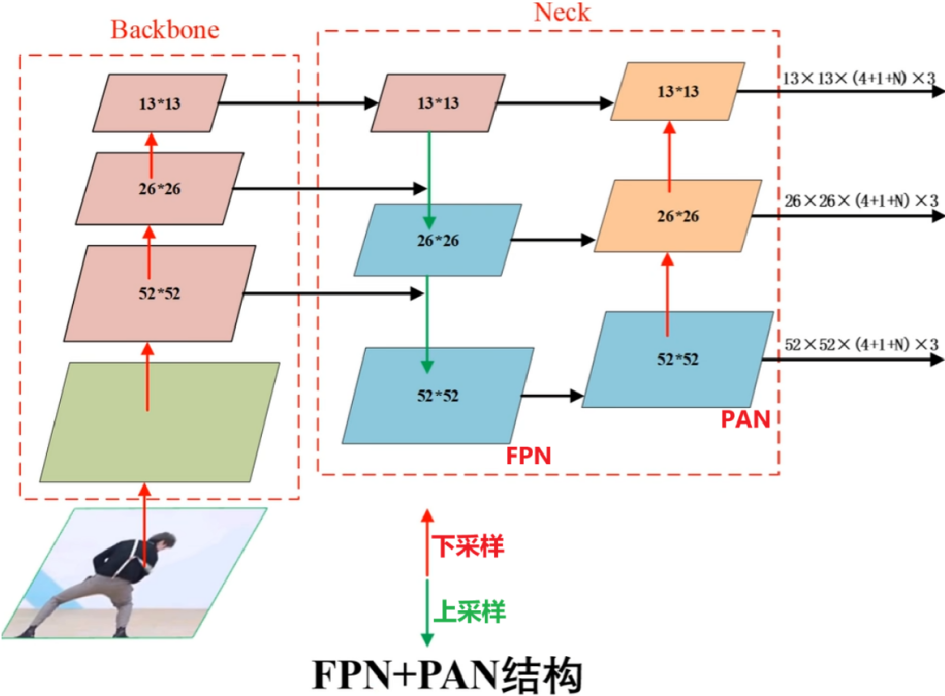 Backbone
Neck
13*13
13*13
13*13
13×13×(4+1+N)×3
26*26
26*26
26*26
26×26×(4+1+N)×3
52*52
52*52
52*52
52×52×(4+1+N)×3
PAN
FPN
下采样
上采样
FPN+PAN结构